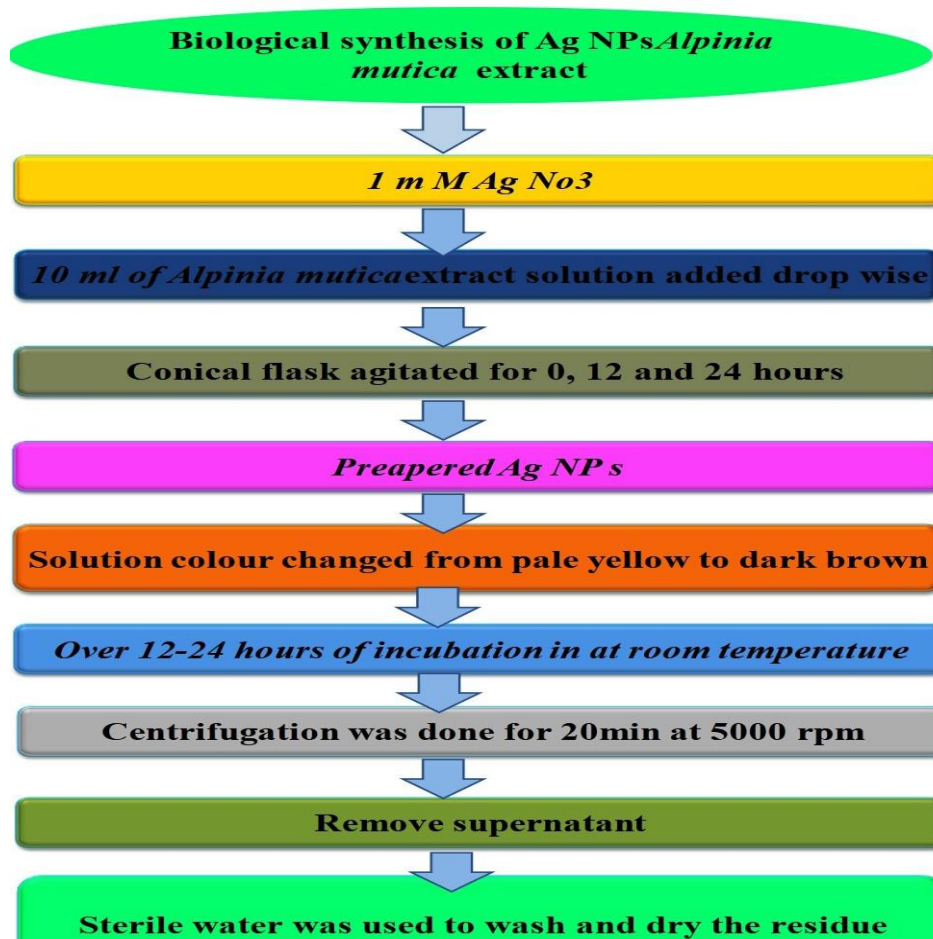 Biological synthesis of Ag NPsAlpinia
mutica extract
1 m M Ag No3
10 ml of Alpinia muticaextract solution added drop wise
Conical flask agitated for 0, 12 and 24 hours
Preapered Ag NP s
Solution colour changed from pale yellow to dark brown
Over 12-24 hours of incubation in at room temperature
Centrifugation was done for 20min at 5000 rpm
Remove supernatant
Sterile water was used to wash and dry the residue